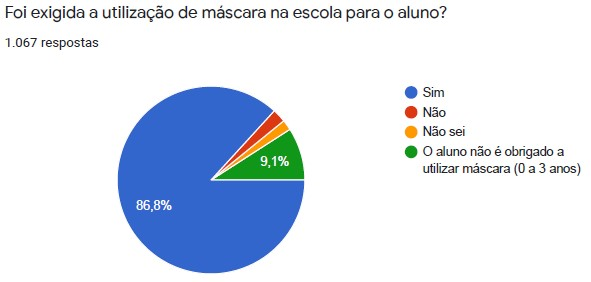 Foi exigida a utilização de máscara na escola para o aluno?
1.067 respostas
Sim
Não
Não sei
O aluno não é obrigado a
utilizar máscara (0 a 3 anos)
9,1%
86,8%